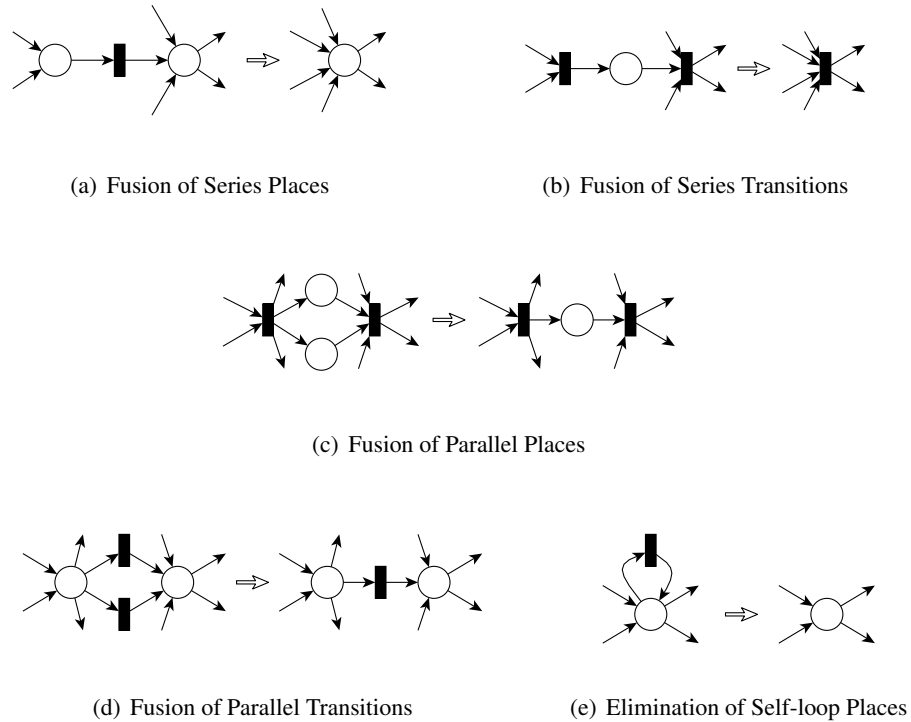 (a) Fusion of Series Places
(b) Fusion of Series Transitions
(c) Fusion of Parallel Places
(d) Fusion of Parallel Transitions
(e) Elimination of Self-loop Places